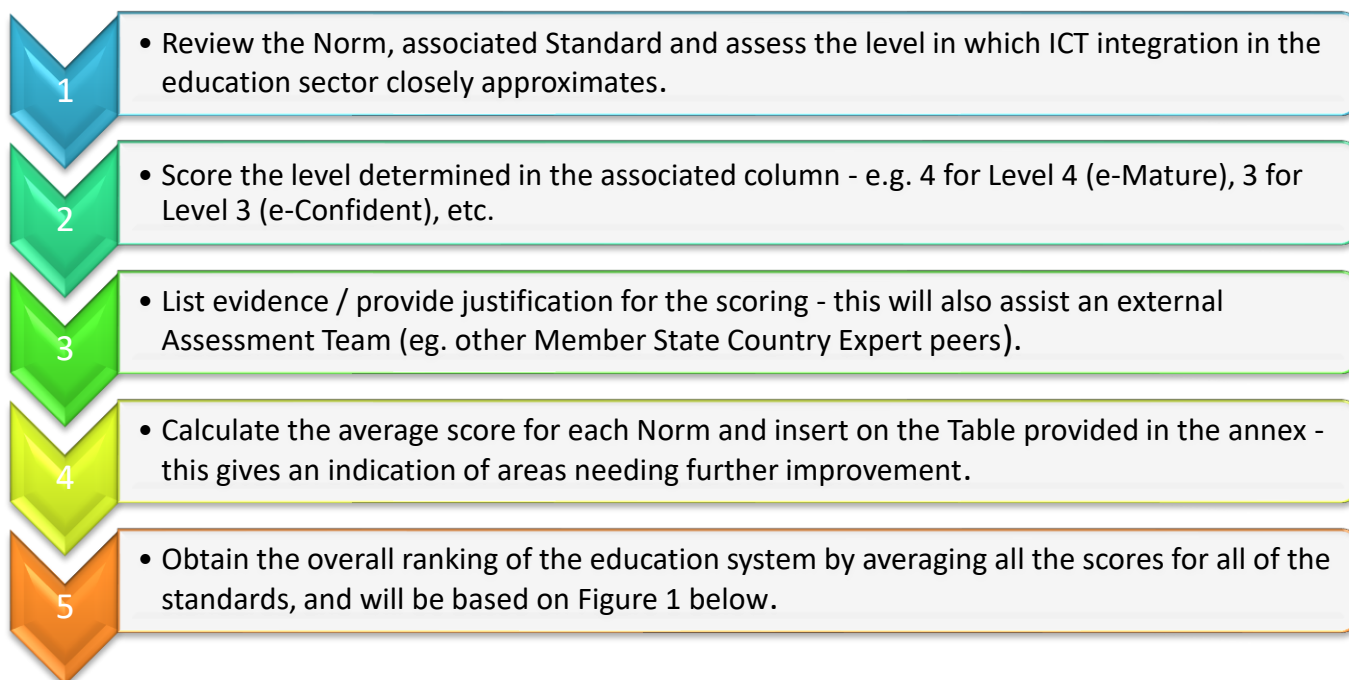 1
• Review the Norm, associated Standard and assess the level in which ICT integration in the
education sector closely approximates.
2
• Score the level determined in the associated column - e.g. 4 for Level 4 (e-Mature), 3 for
Level 3 (e-Confident), etc.
3
• List evidence / provide justification for the scoring - this will also assist an external
Assessment Team (eg. other Member State Country Expert peers).
4
• Calculate the average score for each Norm and insert on the Table provided in the annex -
this gives an indication of areas needing further improvement.
5
• Obtain the overall ranking of the education system by averaging all the scores for all of the
standards, and will be based on Figure 1 below.